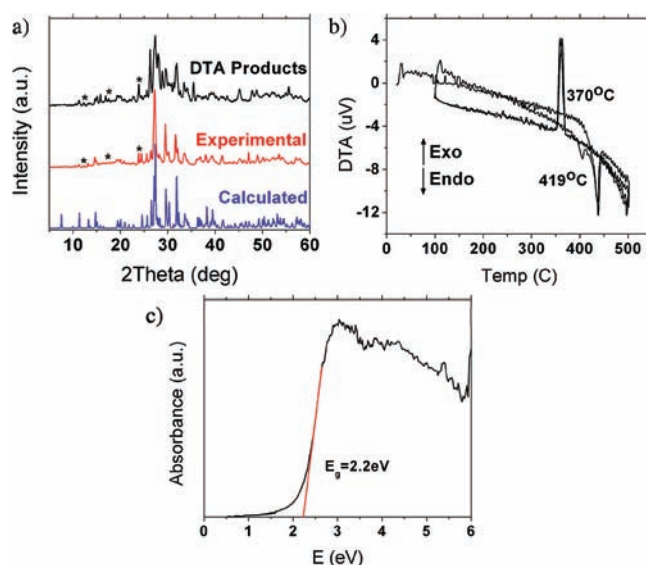 a)
Intensity (a.u.)
* * * DTA Products
* * * Experimental
Calculated
5 10 20 30 40 50 60
2Theta (deg)
b)
DTA (uV)
4
0
-4
-8
-12
370°C
Exo
Endo
419°C
0 100 200 300 400 500
Temp (C)
c)
Absorbance (a.u.)
E_g=2.2eV
0 1 2 3 4 5 6
E (eV)